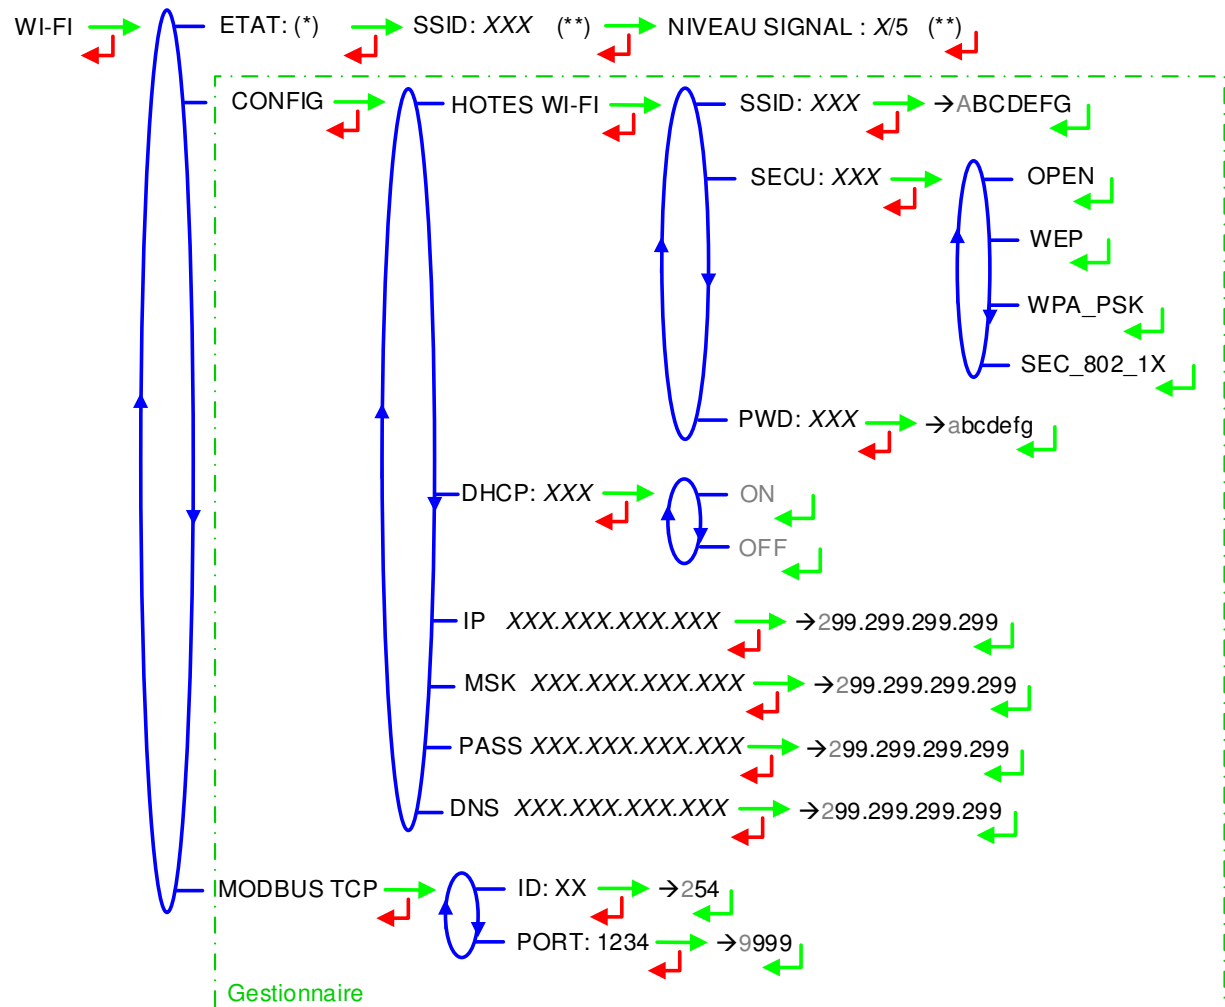 WI-FI ETAT: (*) SSID: XXX (**) NIVEAU SIGNAL : X/5 (**)
CONFIG HOTES WI-FI SSID: XXX →ABCDEFG
SECU: XXX OPEN
WEP
WPA_PSK
SEC_802_1X
PWD: XXX →abcdefg
DHCP: XXX ON
OFF
IP XXX.XXX.XXX.XXX →299.299.299.299
MSK XXX.XXX.XXX.XXX →299.299.299.299
PASS XXX.XXX.XXX.XXX →299.299.299.299
DNS XXX.XXX.XXX.XXX →299.299.299.299
MODBUS TCP ID: XX →254
PORT: 1234 →9999
Gestionnaire